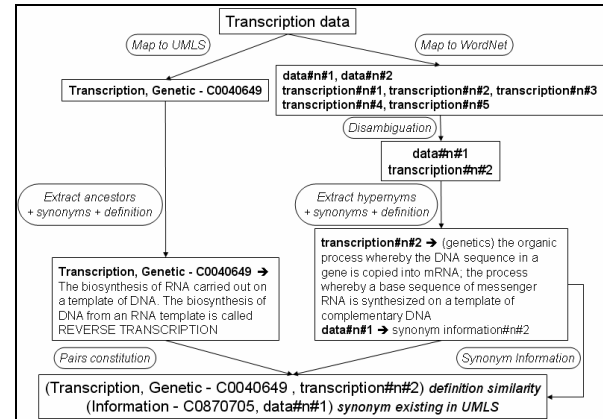 Transcription data
Map to UMLS
Map to WordNet
Transcription, Genetic - C0040649
data#n#1, data#n#2
transcription#n#1, transcription#n#2, transcription#n#3
transcription#n#4, transcription#n#5
Disambiguation
data#n#1
transcription#n#2
Extract ancestors
+ synonyms + definition
Extract hypernyms
+ synonyms + definition
Transcription, Genetic - C0040649 ➔
The biosynthesis of RNA carried out on
a template of DNA. The biosynthesis of
DNA from an RNA template is called
REVERSE TRANSCRIPTION
transcription#n#2 ➔ (genetics) the organic
process whereby the DNA sequence in
a gene is copied into mRNA; the process
whereby a base sequence of messenger
RNA is synthesized on a template of
complementary DNA
data#n#1 ➔ synonym information#n#2
Pairs constitution
Synonym Information
(Transcription, Genetic - C0040649 , transcription#n#2) definition similarity
(Information - C0870705, data#n#1) synonym existing in UMLS